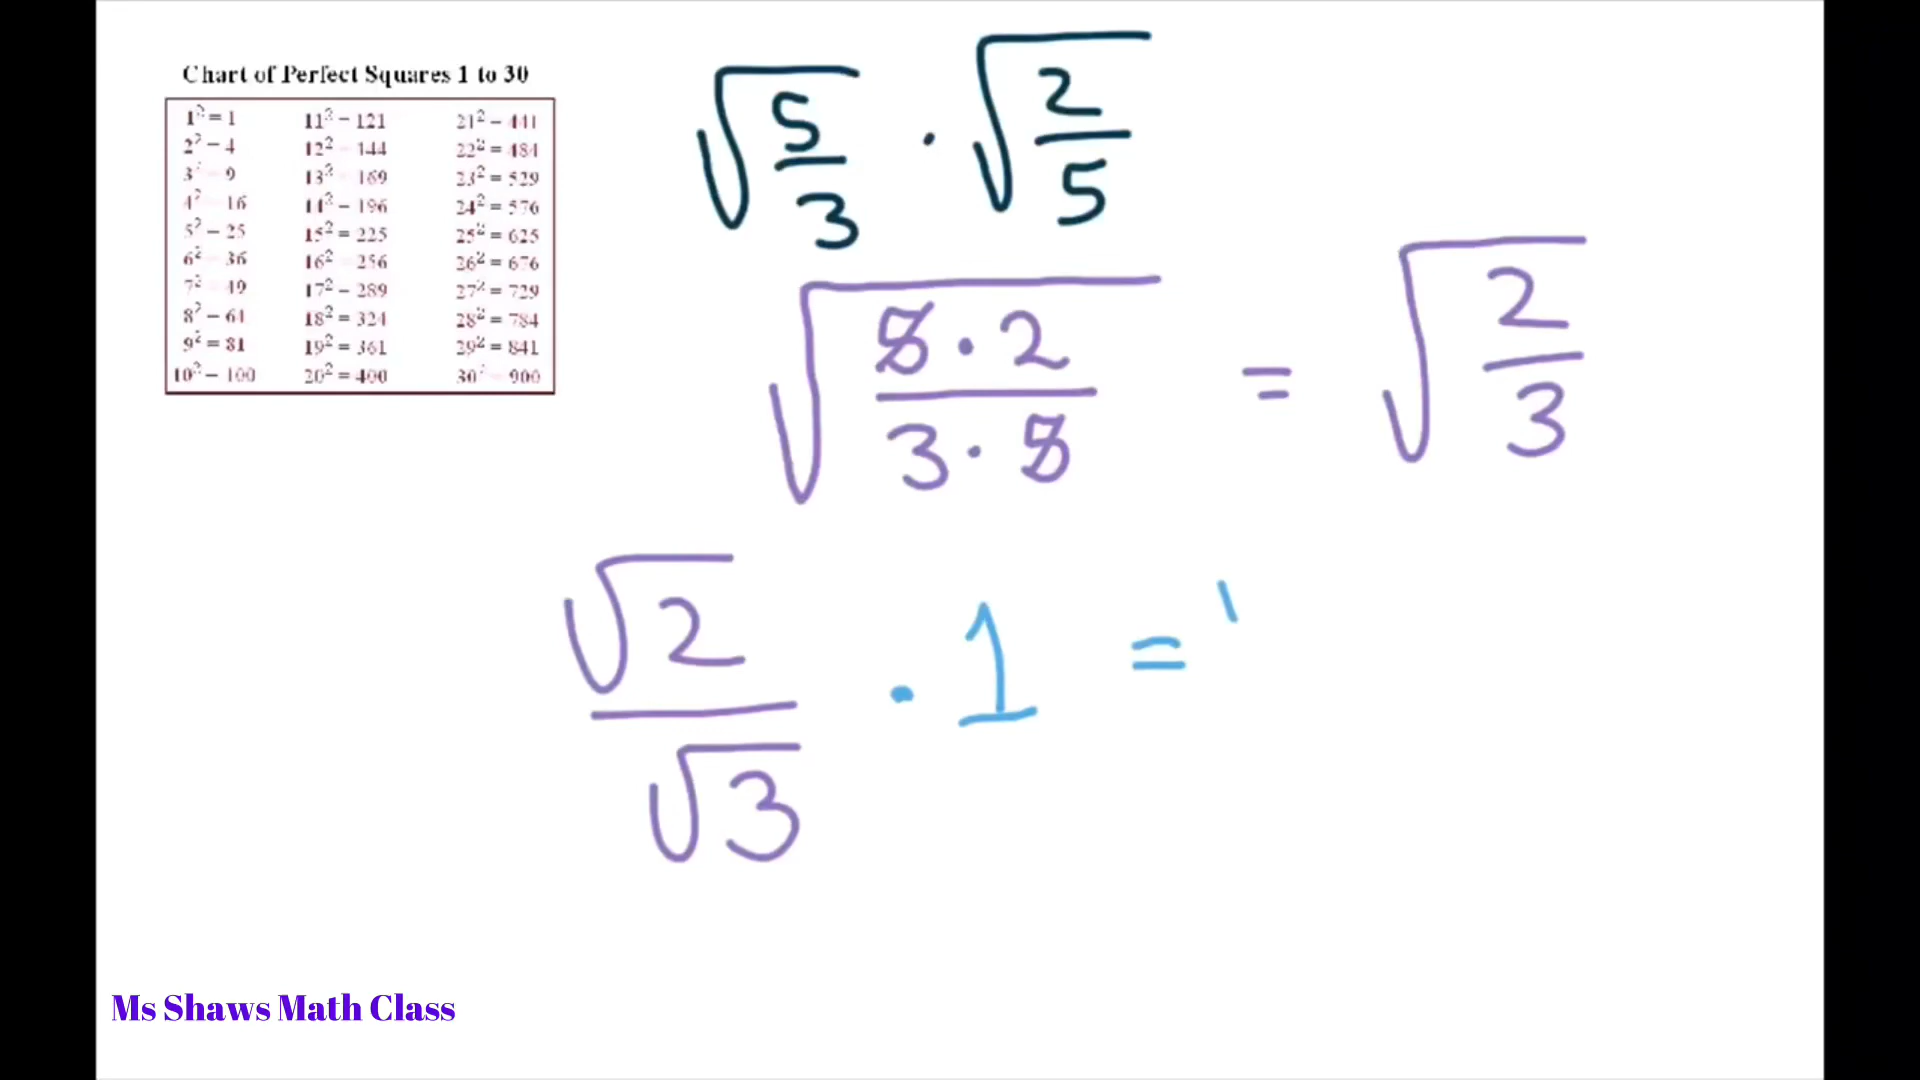 Chart of Perfect Squares 1 to 30
1² = 1 11² = 121 21² = 441
2² = 4 12² = 144 22² = 484
3² = 9 13² = 169 23² = 529
4² = 16 14² = 196 24² = 576
5² = 25 15² = 225 25² = 625
6² = 36 16² = 256 26² = 676
7² = 49 17² = 289 27² = 729
8² = 64 18² = 324 28² = 784
9² = 81 19² = 361 29² = 841
10² = 100 20² = 400 30² = 900
√(5/3) · √(2/5)
√((5 · 2)/(3 · 5)) = √(2/3)
√2/√3 · 1 =
Ms Shaws Math Class